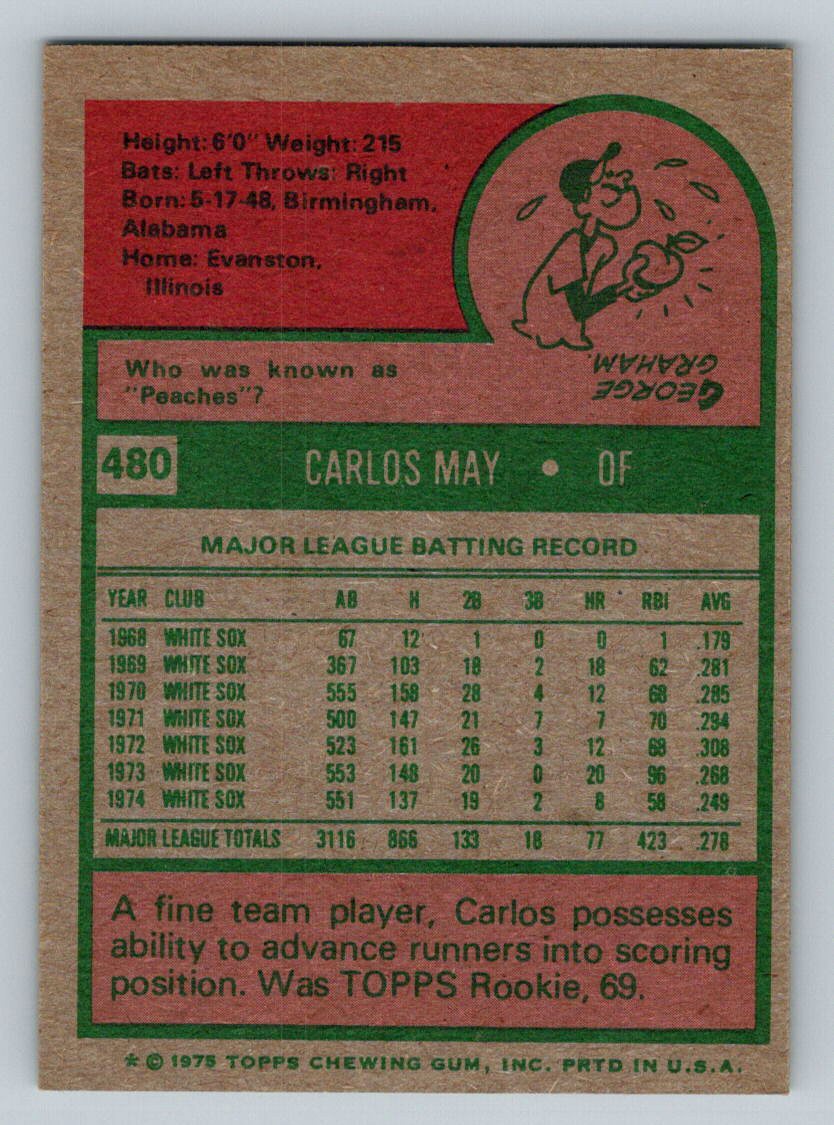 Height: 6'0" Weight: 215
Bats: Left Throws: Right
Born: 5-17-48, Birmingham,
Alabama
Home: Evanston,
Illinois
Who was known as
"Peaches"?
GEORGE
GRAHAM.
480 CARLOS MAY • OF
MAJOR LEAGUE BATTING RECORD
YEAR CLUB AB H 2B 3B HR RBI AVG
1968 WHITE SOX 67 12 1 0 0 1 .179
1969 WHITE SOX 367 103 18 2 18 62 .281
1970 WHITE SOX 555 158 28 4 12 68 .285
1971 WHITE SOX 500 147 21 7 7 70 .294
1972 WHITE SOX 523 161 26 3 12 68 .308
1973 WHITE SOX 553 148 20 0 20 96 .268
1974 WHITE SOX 551 137 19 2 8 58 .249
MAJOR LEAGUE TOTALS 3116 866 133 18 77 423 .278
A fine team player, Carlos possesses
ability to advance runners into scoring
position. Was TOPPS Rookie, 69.
* © 1975 TOPPS CHEWING GUM, INC. PRTD IN U.S.A.